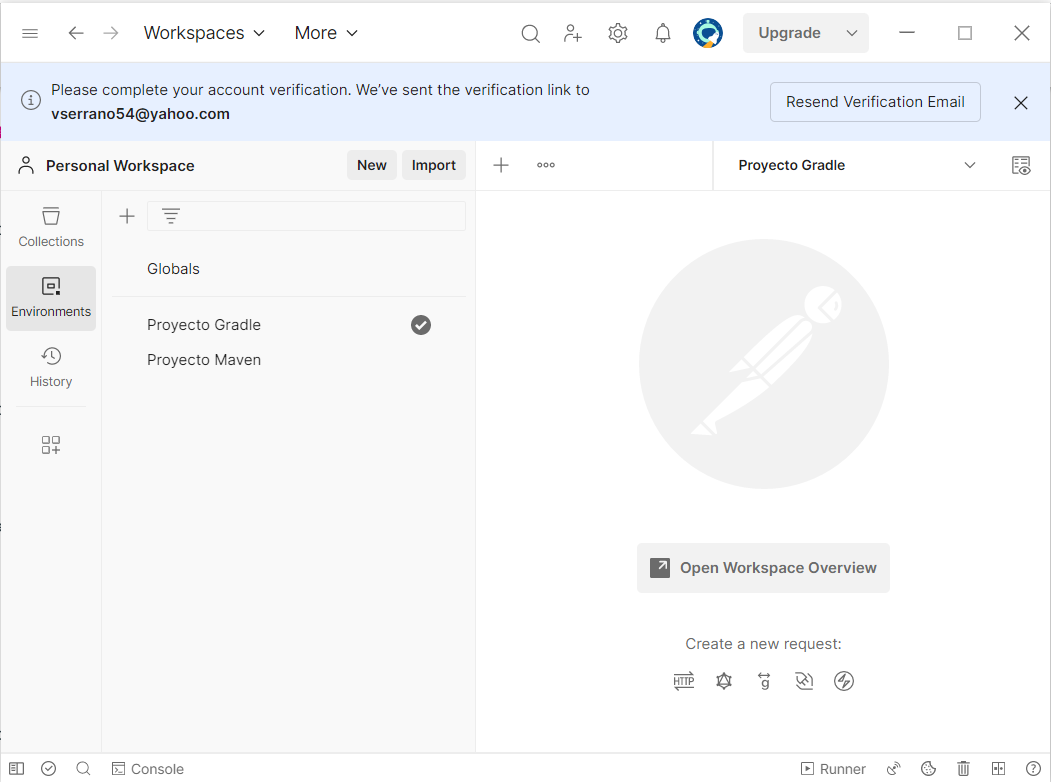 Workspaces
More
Upgrade
Please complete your account verification. We've sent the verification link to
vserrano54@yahoo.com
Resend Verification Email
Personal Workspace
New
Import
Proyecto Gradle
Collections
Environments
History
Globals
Proyecto Gradle
Proyecto Maven
Open Workspace Overview
Create a new request:
HTTP
g
Console
Runner